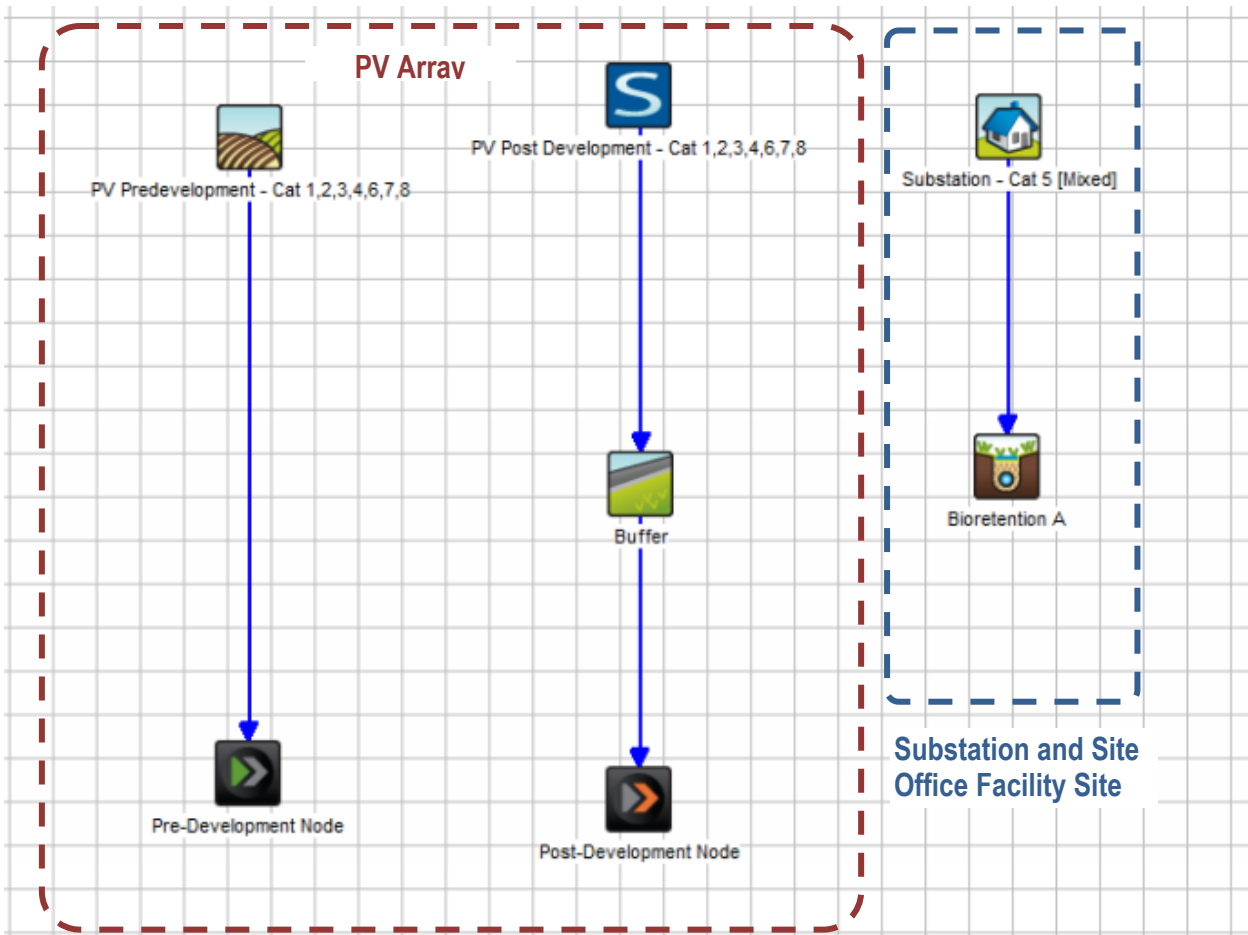 PV Array
PV Post Development - Cat 1,2,3,4,6,7,8
PV Predevelopment - Cat 1,2,3,4,6,7,8
Substation - Cat 5 [Mixed]
Bioretention A
Buffer
Substation and Site
Office Facility Site
Pre-Development Node
Post-Development Node